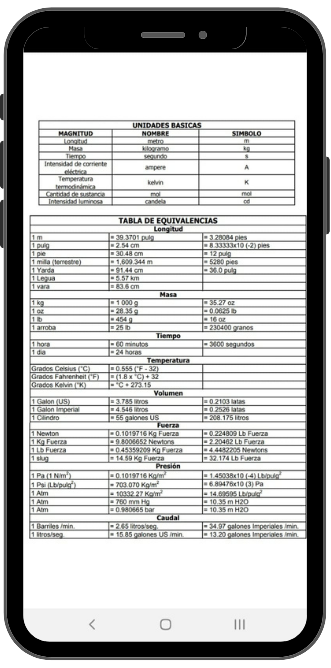 UNIDADES BASICAS
MAGNITUD NOMBRE SIMBOLO
Longitud metro m
Masa kilogramo kg
Tiempo segundo s
Intensidad de corriente eléctrica ampere A
Temperatura termodinámica kelvin K
Cantidad de sustancia mol mol
Intensidad luminosa candela cd
TABLA DE EQUIVALENCIAS
Longitud
1 m = 39.3701 pulg = 3.28084 pies
1 pulg = 2.54 cm = 8.33333x10 (-2) pies
1 pie = 30.48 cm = 12 pulg
1 milla (terrestre) = 1,609.344 m = 5280 pies
1 Yarda = 91.44 cm = 36.0 pulg
1 Legua = 5.57 km
1 vara = 83.6 cm
Masa
1 kg = 1 000 g = 35.27 oz
1 oz = 28.35 g = 0.0625 lb
1 lb = 454 g = 16 oz
1 arroba = 25 lb = 230400 granos
Tiempo
1 hora = 60 minutos = 3600 segundos
1 dia = 24 horas
Temperatura
Grados Celsius (°C) = 0.555 (°F - 32)
Grados Fahrenheit (°F) = (1.8 x °C) + 32
Grados Kelvin (°K) = °C + 273.15
Volumen
1 Galon (US) = 3.785 litros = 0.2103 latas
1 Galon Imperial = 4.546 litros = 0.2526 latas
1 Cilindro = 55 galones US = 208.175 litros
Fuerza
1 Newton = 0.1019716 Kg Fuerza = 0.224809 Lb Fuerza
1 Kg Fuerza = 9.8006652 Newtons = 2.20462 Lb Fuerza
1 Lb Fuerza = 0.45359209 Kg Fuerza = 4.4482205 Newtons
1 slug = 14.59 Kg Fuerza = 32.174 Lb Fuerza
Presión
1 Pa (1 N/m²) = 0.1019716 Kg/m² = 1.45038x10 (-4) Lb/pulg²
1 Psi (Lb/pulg²) = 703.070 Kg/m² = 6.89476x10 (3) Pa
1 Atm = 10332.27 Kg/m² = 14.69595 Lb/pulg²
1 Atm = 760 mm Hg = 10.35 m H2O
1 Atm = 0.980665 bar = 10.35 m H2O
Caudal
1 Barriles /min. = 2.65 litros/seg. = 34.97 galones Imperiales /min.
1 litros/seg. = 15.85 galones US /min. = 13.20 galones Imperiales /min.